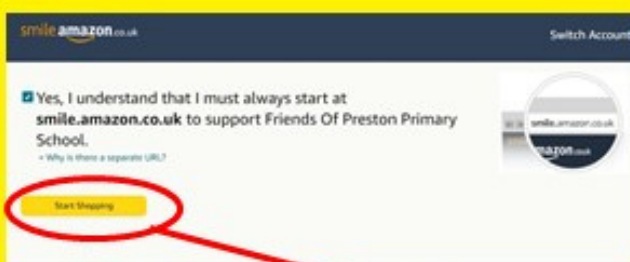 smile.amazon.co.uk
Switch Account
Yes, I understand that I must always start at
smile.amazon.co.uk to support Friends Of Preston Primary
School.
Why is there a separate URL?
smile.amazon.co.uk
mazon.co.uk
Start Shopping